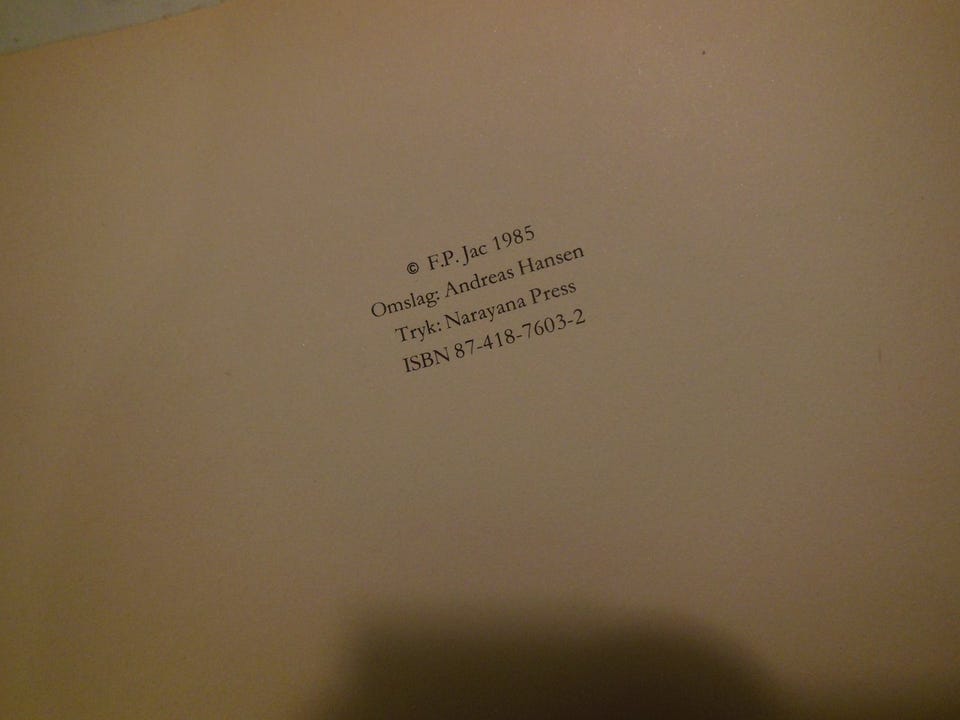 © F.P. Jac 1985
Omslag: Andreas Hansen
Tryk: Narayana Press
ISBN 87-418-7603-2